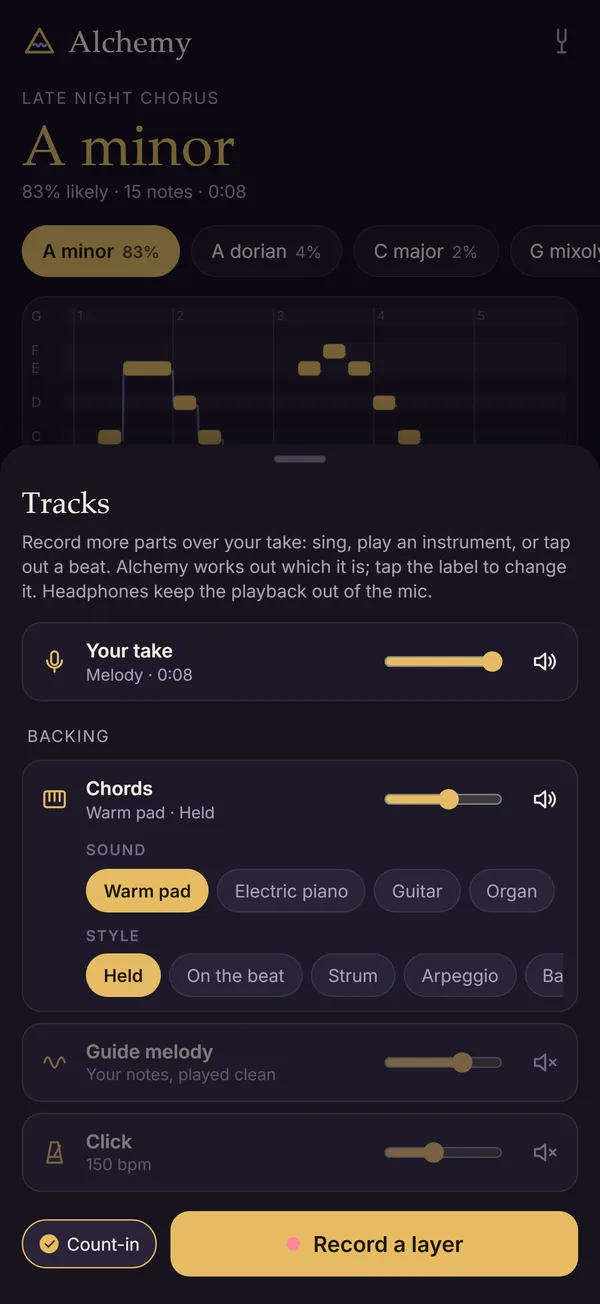 Alchemy
LATE NIGHT CHORUS
A minor
83% likely · 15 notes · 0:08
A minor 83%
A dorian 4%
C major 2%
G mixoly
G
1
2
3
4
5
F
E
D
C
Tracks
Record more parts over your take: sing, play an instrument, or tap
out a beat. Alchemy works out which it is; tap the label to change
it. Headphones keep the playback out of the mic.
Your take
Melody · 0:08
BACKING
Chords
Warm pad · Held
SOUND
Warm pad
Electric piano
Guitar
Organ
STYLE
Held
On the beat
Strum
Arpeggio
Ba
Guide melody
Your notes, played clean
Click
150 bpm
Count-in
Record a layer